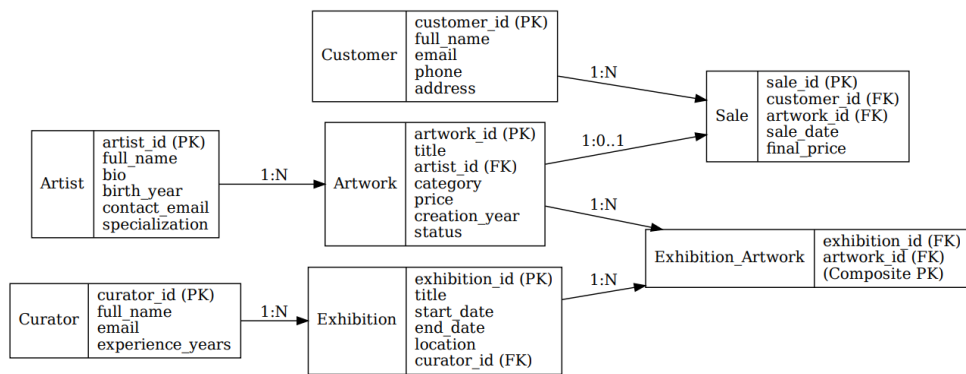 Customer
customer_id (PK)
full_name
email
phone
address
1:N
Sale
sale_id (PK)
customer_id (FK)
artwork_id (FK)
sale_date
final_price
Artist
artist_id (PK)
full_name
bio
birth_year
contact_email
specialization
1:N
Artwork
artwork_id (PK)
title
artist_id (FK)
category
price
creation_year
status
1:0..1
1:N
Exhibition_Artwork
exhibition_id (FK)
artwork_id (FK)
(Composite PK)
Curator
curator_id (PK)
full_name
email
experience_years
1:N
Exhibition
exhibition_id (PK)
title
start_date
end_date
location
curator_id (FK)
1:N